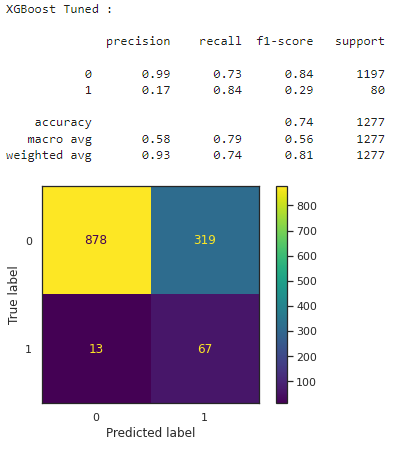 XGBoost Tuned :
precision recall f1-score support
0 0.99 0.73 0.84 1197
1 0.17 0.84 0.29 80
accuracy 0.74 1277
macro avg 0.58 0.79 0.56 1277
weighted avg 0.93 0.74 0.81 1277
800
700
600
500
400
300
200
100
True label
0
878 319
1
13 67
0 1
Predicted label